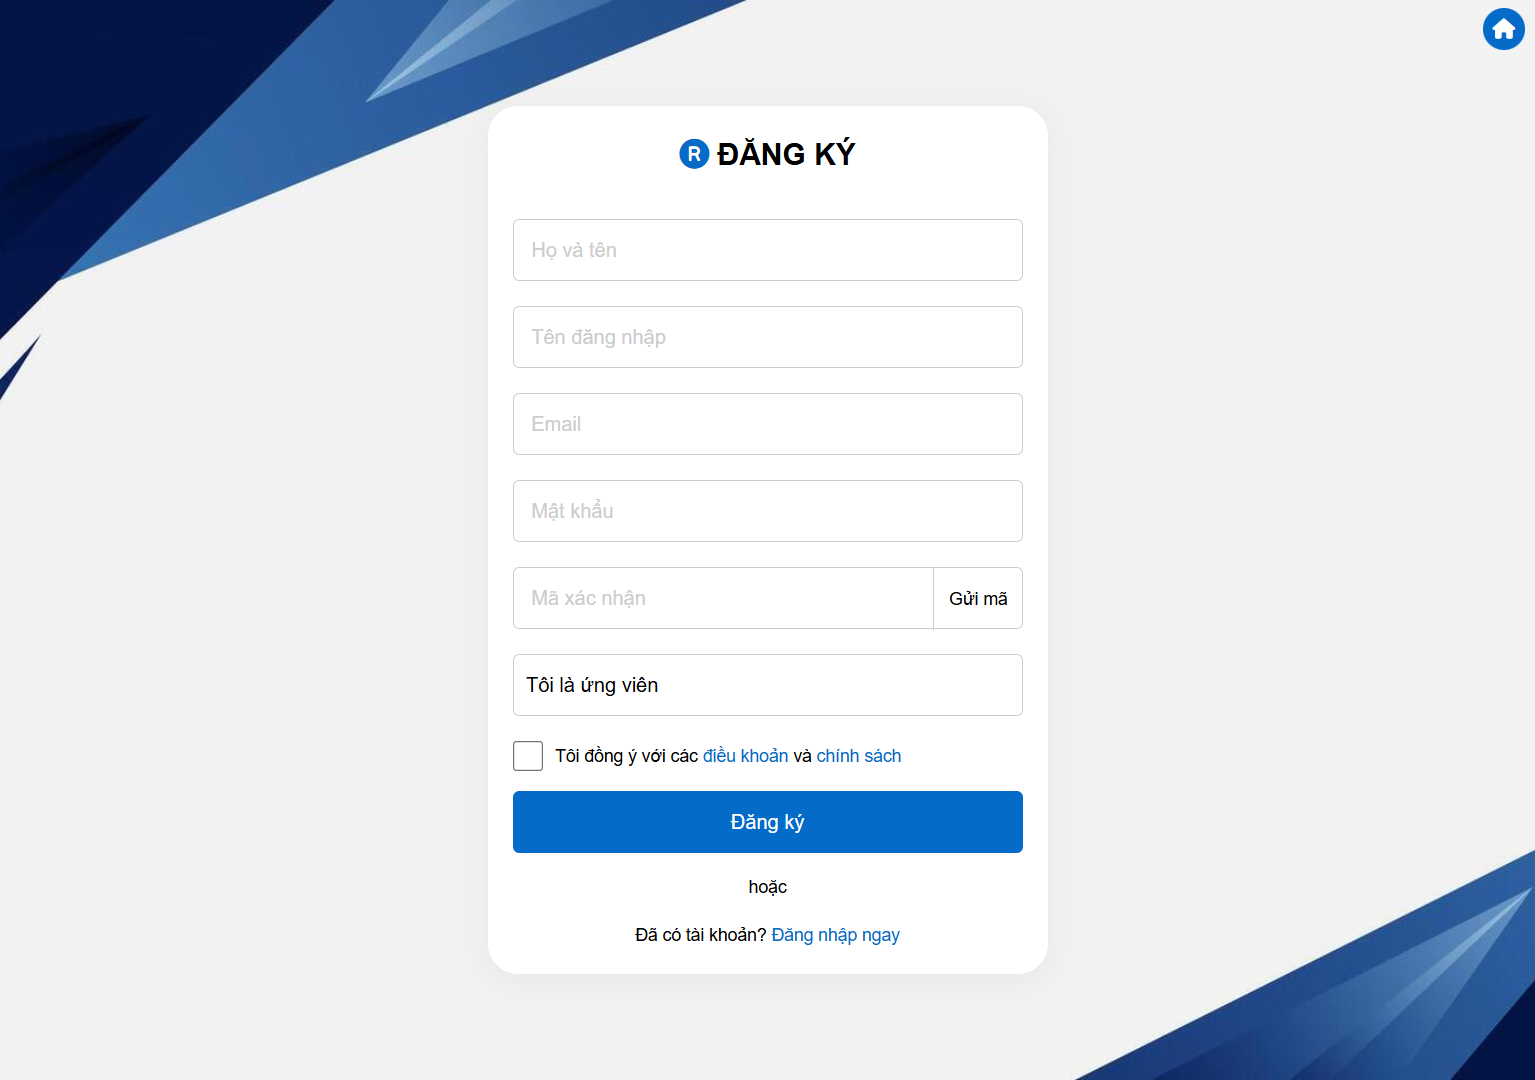 R ĐĂNG KÝ
Họ và tên
Tên đăng nhập
Email
Mật khẩu
Mã xác nhận
Gửi mã
Tôi là ứng viên
Tôi đồng ý với các điều khoản và chính sách
Đăng ký
hoặc
Đã có tài khoản? Đăng nhập ngay